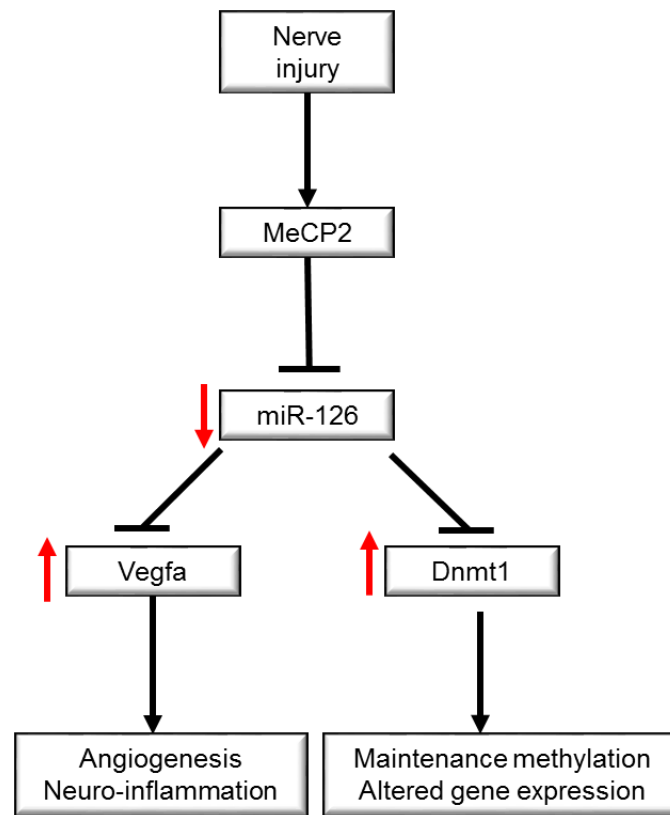 Nerve
injury
MeCP2
miR-126
Vegfa
Dnmt1
Angiogenesis
Neuro-inflammation
Maintenance methylation
Altered gene expression